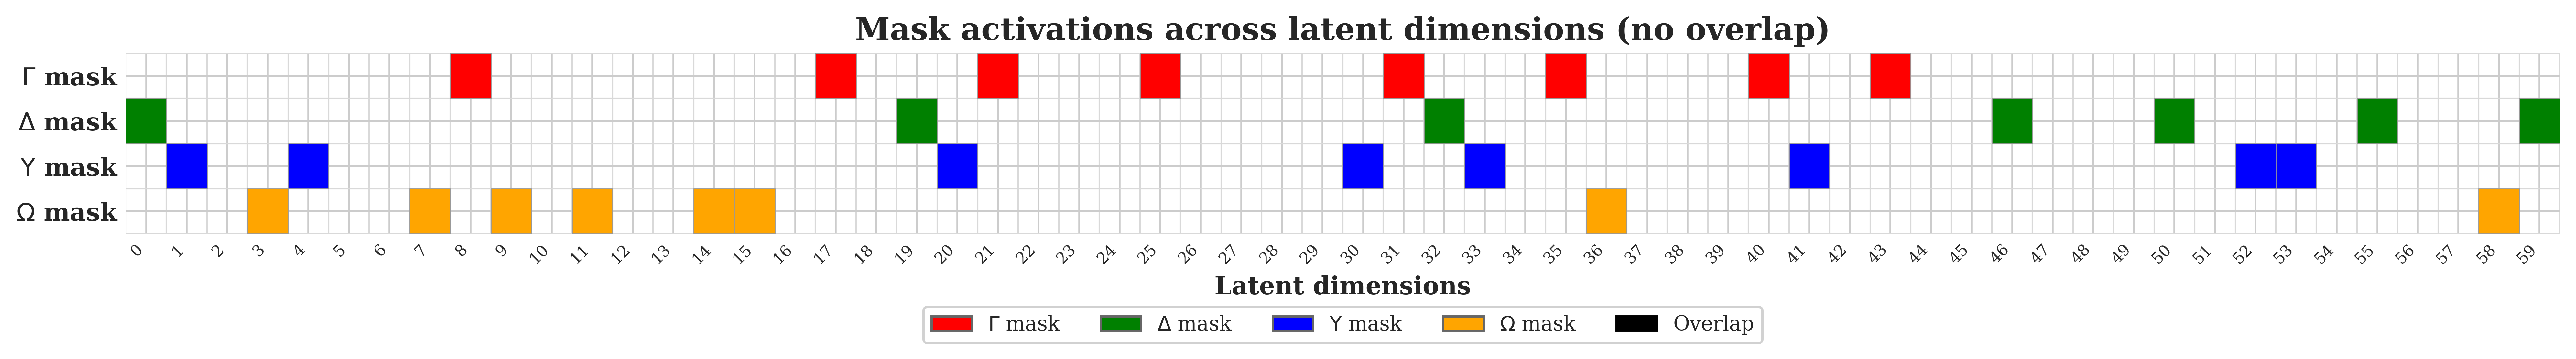 Mask activations across latent dimensions (no overlap)
Γ mask
Δ mask
Υ mask
Ω mask
0 1 2 3 4 5 6 7 8 9 10 11 12 13 14 15 16 17 18 19 20 21 22 23 24 25 26 27 28 29 30 31 32 33 34 35 36 37 38 39 40 41 42 43 44 45 46 47 48 49 50 51 52 53 54 55 56 57 58 59
Latent dimensions
Γ mask Δ mask Υ mask Ω mask Overlap